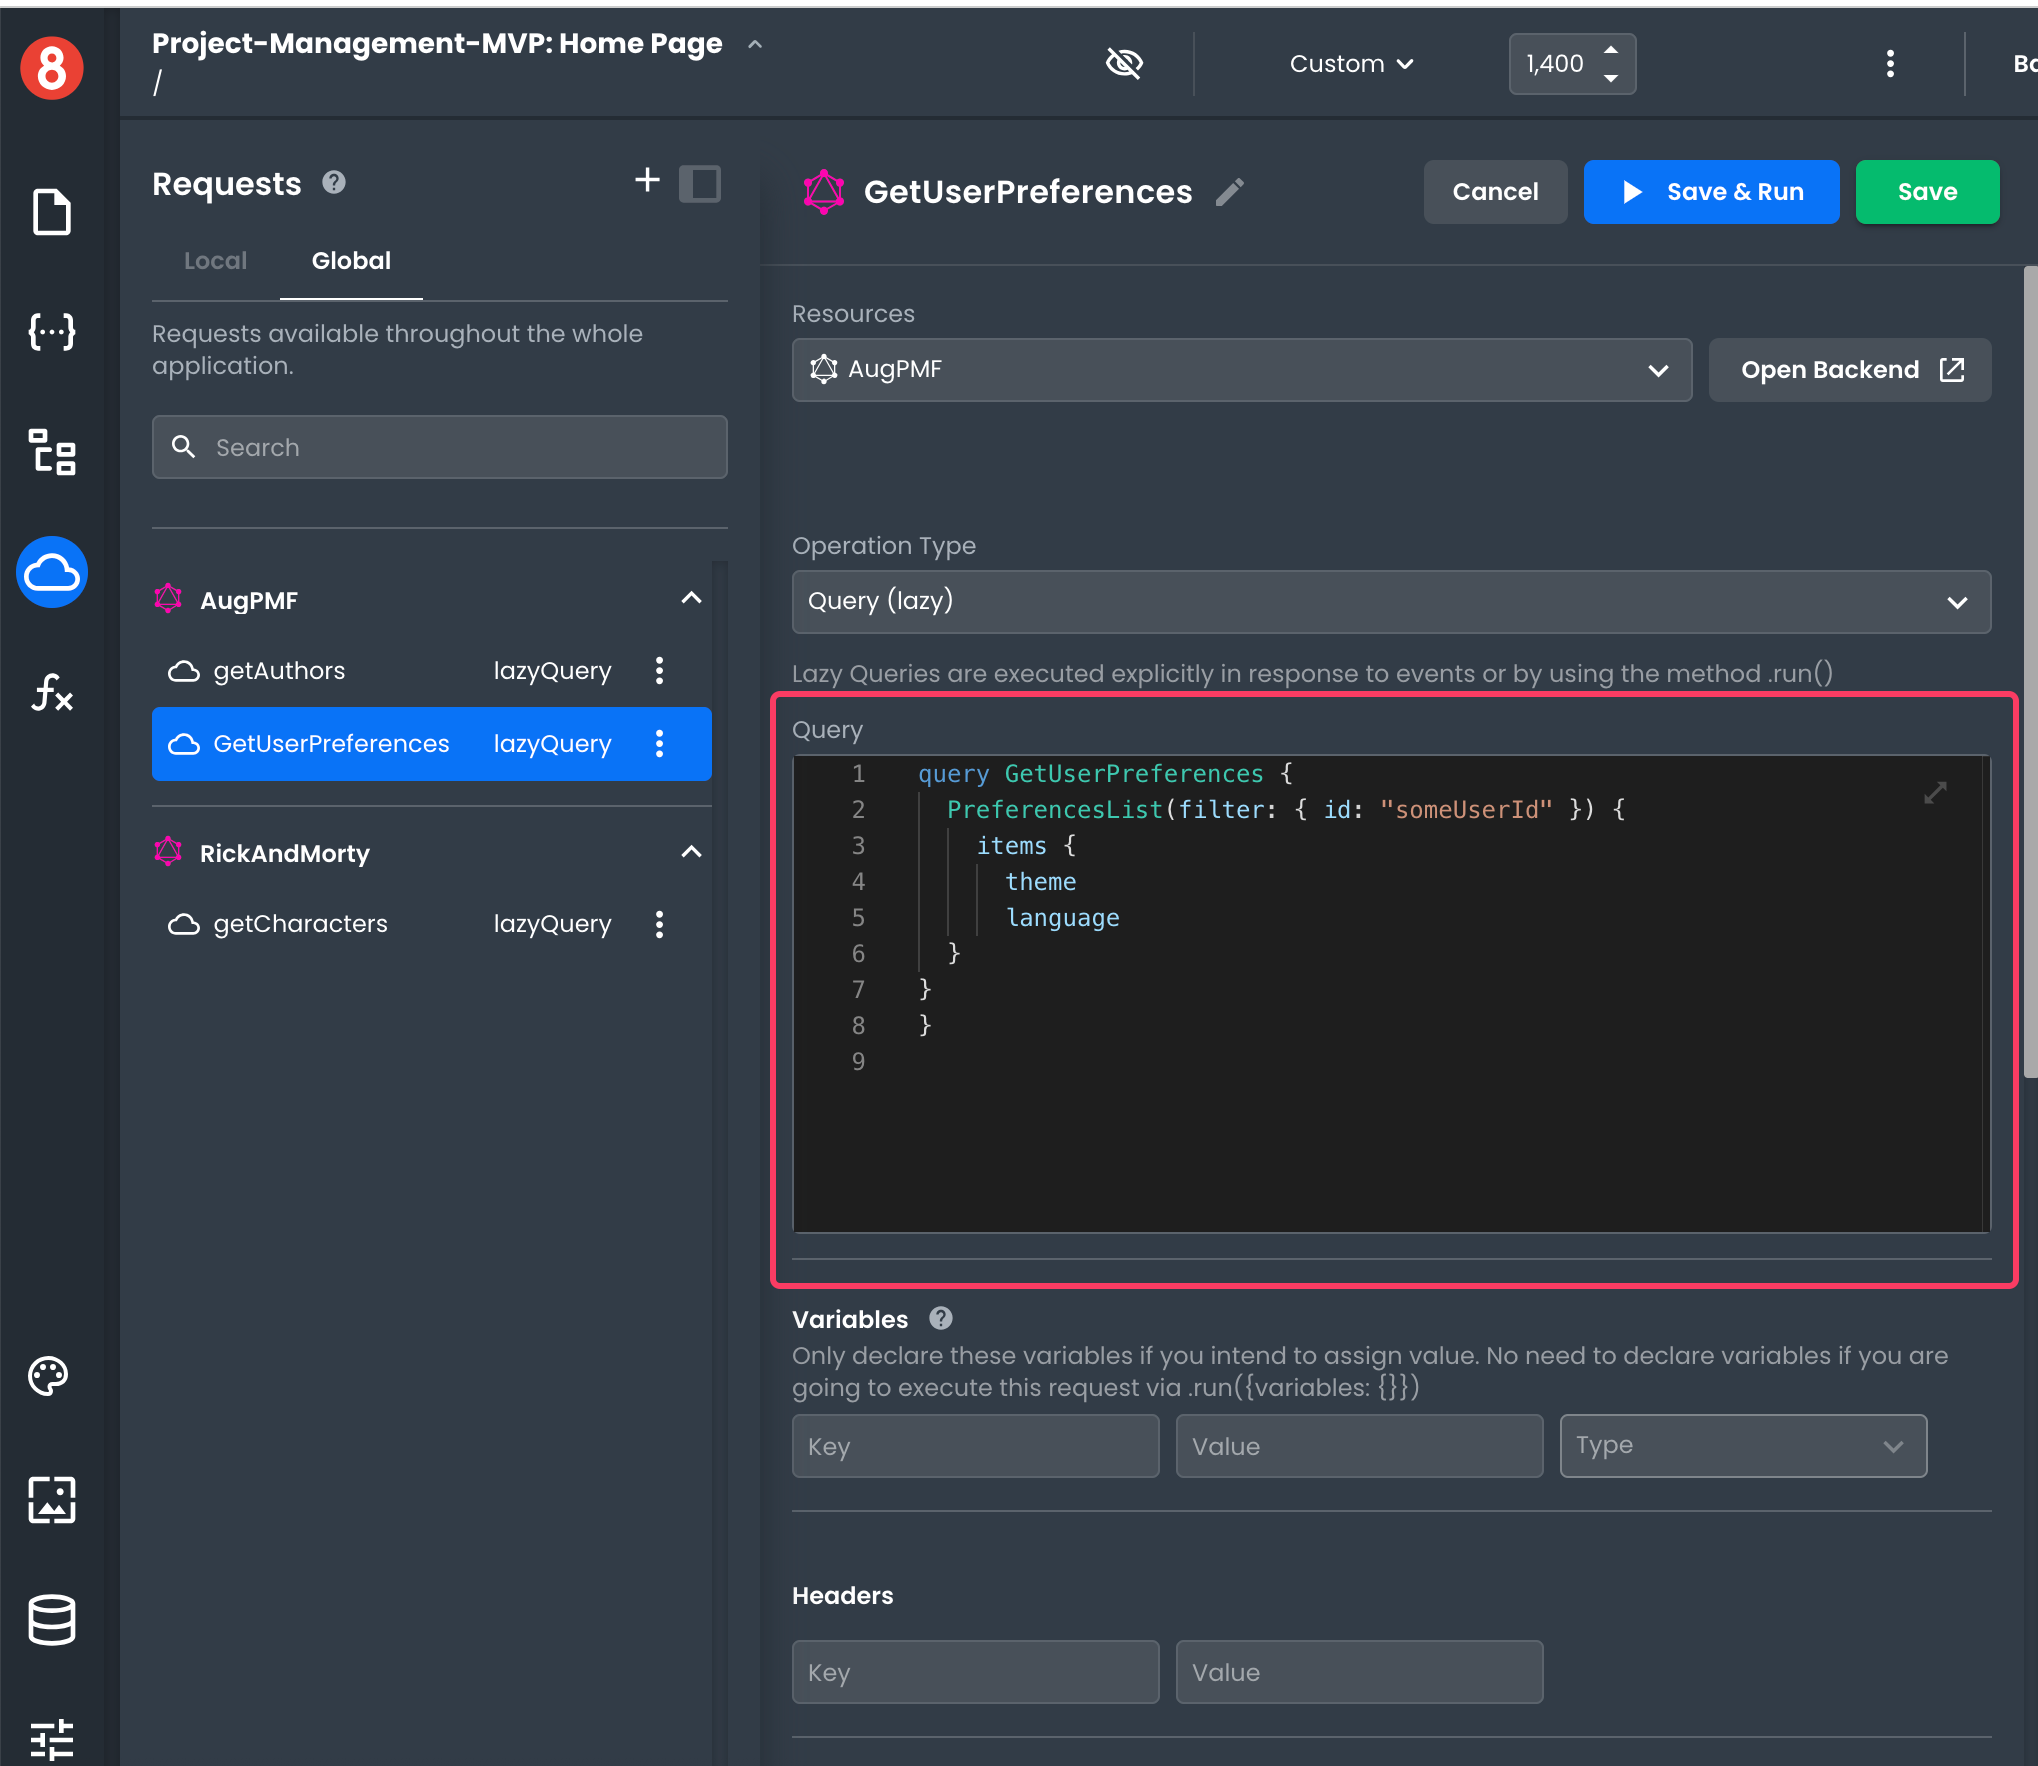 8
Project-Management-MVP: Home Page
/
Custom
1,400
Requests
Local
Global
Requests available throughout the whole
application.
Search
AugPMF
getAuthors
lazyQuery
GetUserPreferences
lazyQuery
RickAndMorty
getCharacters
lazyQuery
GetUserPreferences
Cancel
Save & Run
Save
Resources
AugPMF
Open Backend
Operation Type
Query (lazy)
Lazy Queries are executed explicitly in response to events or by using the method .run()
Query
1 query GetUserPreferences {
2 PreferencesList(filter: { id: "someUserId" }) {
3 items {
4 theme
5 language
6 }
7 }
8 }
9
Variables
Only declare these variables if you intend to assign value. No need to declare variables if you are
going to execute this request via .run({variables: {}})
Key
Value
Type
Headers
Key
Value